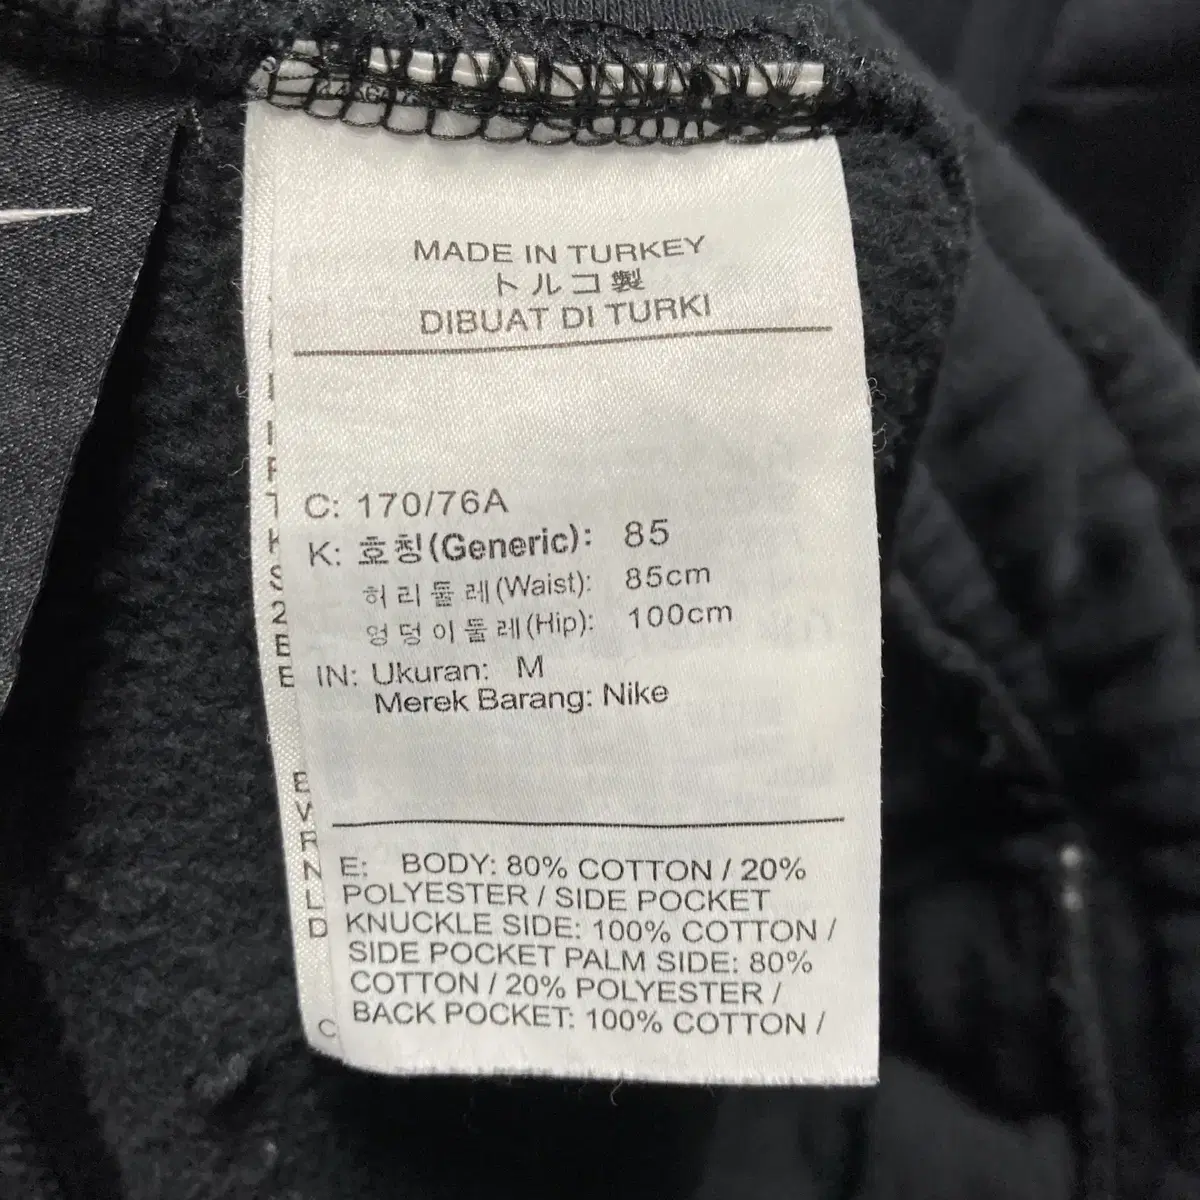 MADE IN TURKEY
トルコ製
DIBUAT DI TURKI
C: 170/76A
K: 호칭(Generic): 85
허리둘레(Waist): 85cm
엉덩이둘레(Hip): 100cm
IN: Ukuran: M
Merek Barang: Nike
E: BODY: 80% COTTON / 20%
POLYESTER / SIDE POCKET
KNUCKLE SIDE: 100% COTTON /
SIDE POCKET PALM SIDE: 80%
COTTON / 20% POLYESTER /
BACK POCKET: 100% COTTON /